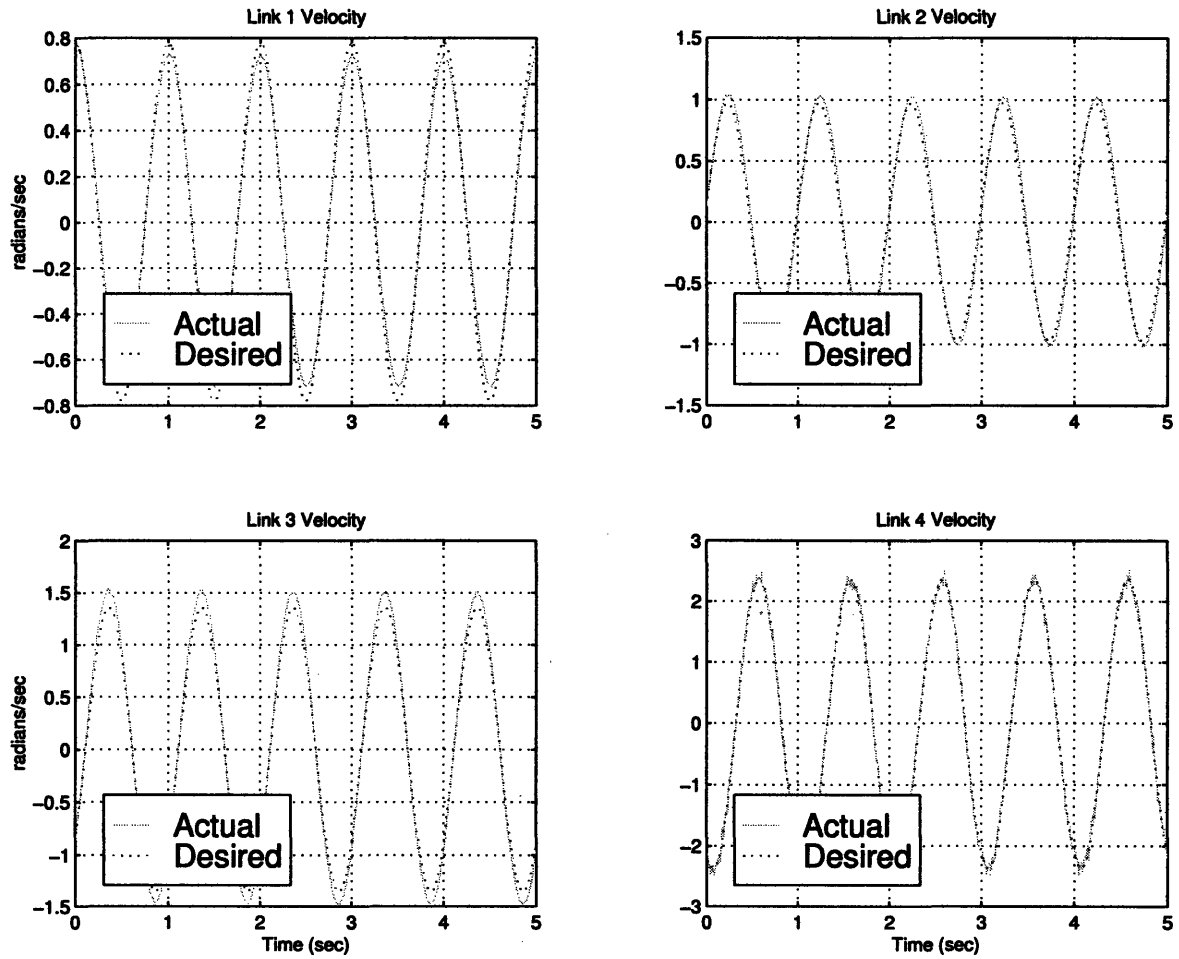 Link 1 Velocity
0.8
0.6
0.4
0.2
0
−0.2
−0.4
−0.6
−0.8
radians/sec
Actual
Desired
0 1 2 3 4 5
Link 2 Velocity
1.5
1
0.5
0
−0.5
−1
−1.5
Actual
Desired
0 1 2 3 4 5
Link 3 Velocity
2
1.5
1
0.5
0
−0.5
−1
−1.5
radians/sec
Actual
Desired
0 1 2 3 4 5
Time (sec)
Link 4 Velocity
3
2
1
0
−1
−2
−3
Actual
Desired
0 1 2 3 4 5
Time (sec)